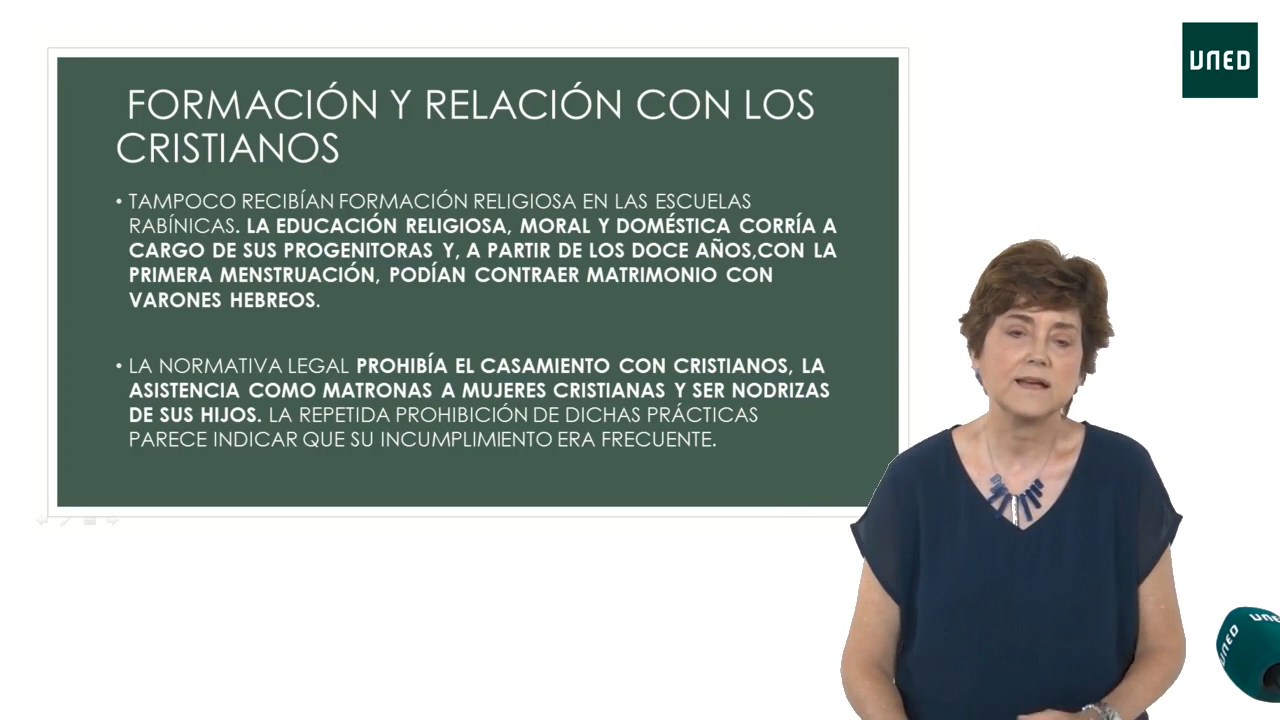 UNED
FORMACIÓN Y RELACIÓN CON LOS
CRISTIANOS
• TAMPOCO RECIBÍAN FORMACIÓN RELIGIOSA EN LAS ESCUELAS
RABÍNICAS. LA EDUCACIÓN RELIGIOSA, MORAL Y DOMÉSTICA CORRÍA A
CARGO DE SUS PROGENITORAS Y, A PARTIR DE LOS DOCE AÑOS,CON LA
PRIMERA MENSTRUACIÓN, PODÍAN CONTRAER MATRIMONIO CON
VARONES HEBREOS.
• LA NORMATIVA LEGAL PROHIBÍA EL CASAMIENTO CON CRISTIANOS, LA
ASISTENCIA COMO MATRONAS A MUJERES CRISTIANAS Y SER NODRIZAS
DE SUS HIJOS. LA REPETIDA PROHIBICIÓN DE DICHAS PRÁCTICAS
PARECE INDICAR QUE SU INCUMPLIMIENTO ERA FRECUENTE.
UNED
UNE